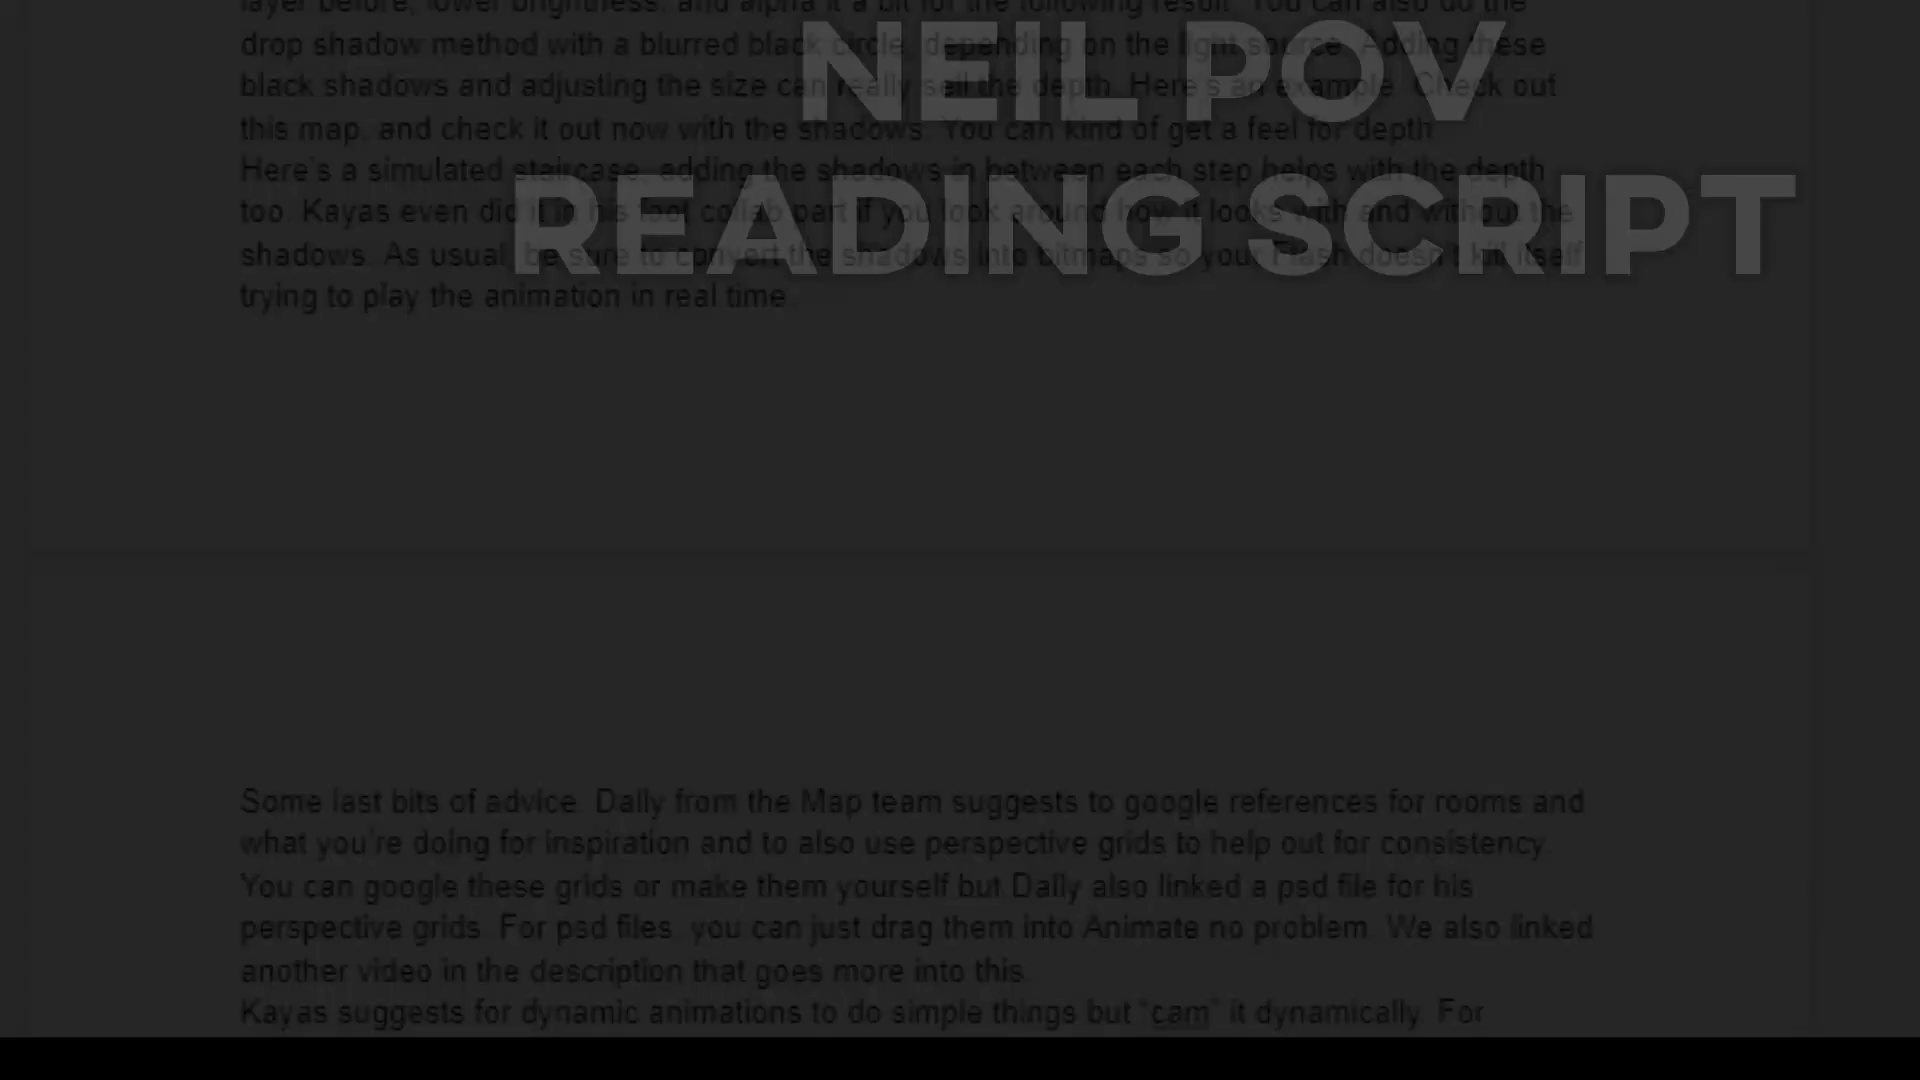 layer before, lower brightness, and alpha it a bit for the following result. You can also do the
drop shadow method with a blurred black circle, depending on the light source. Adding these
black shadows and adjusting the size can really sell the depth. Here's an example. Check out
this map, and check it out now with the shadows. You can kind of get a feel for depth.
Here's a simulated staircase, adding the shadows in between each step helps with the depth
too. Kayas even did it in his loof collab part if you look around how it looks with and without the
shadows. As usual, be sure to convert the shadows into bitmaps so your Flash doesn't kill itself
trying to play the animation in real time.
NEIL POV
READING SCRIPT
Some last bits of advice. Dally from the Map team suggests to google references for rooms and
what you're doing for inspiration and to also use perspective grids to help out for consistency.
You can google these grids or make them yourself but Dally also linked a psd file for his
perspective grids. For psd files, you can just drag them into Animate no problem. We also linked
another video in the description that goes more into this.
Kayas suggests for dynamic animations to do simple things but "cam" it dynamically. For